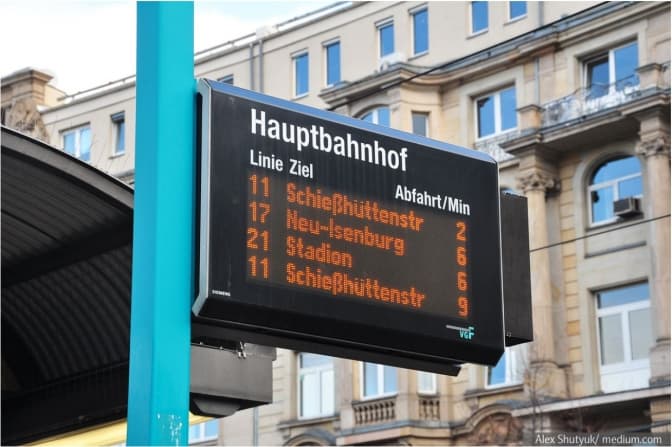 Hauptbahnhof
Linie Ziel Abfahrt/Min
11 Schießhüttenstr 2
17 Neu-Isenburg 6
21 Stadion 6
11 Schießhüttenstr 9
SIEMENS
VGF
Alex Shutyuk/ medium.com